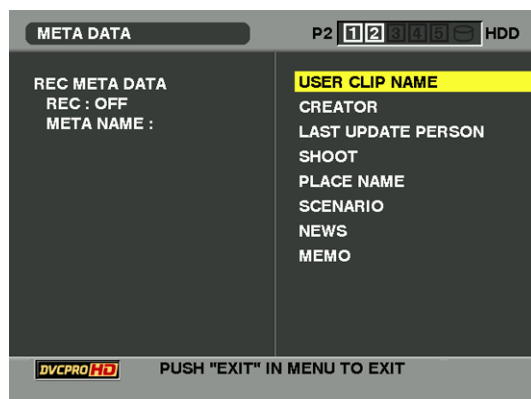 META DATA
P2 1 2 3 4 5 HDD
REC META DATA
REC : OFF
META NAME :
USER CLIP NAME
CREATOR
LAST UPDATE PERSON
SHOOT
PLACE NAME
SCENARIO
NEWS
MEMO
DVCPRO HD
PUSH "EXIT" IN MENU TO EXIT